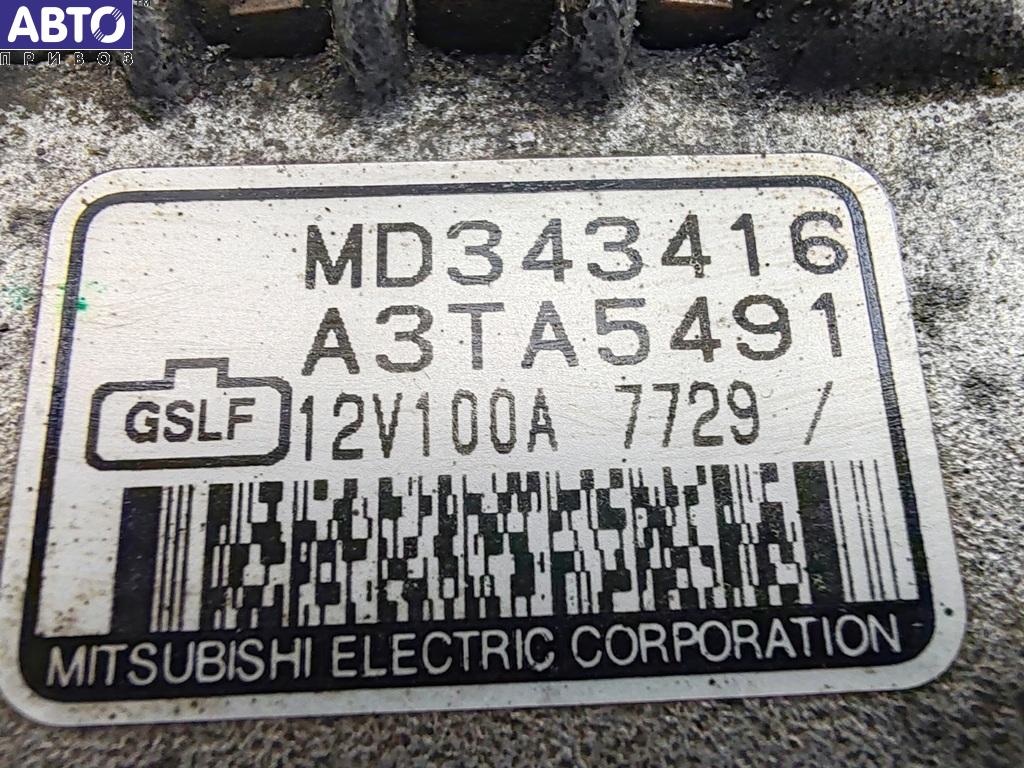 АВТО
ПРИВОЗ
MD343416
A3TA5491
GSLF 12V100A 7729 /
MITSUBISHI ELECTRIC CORPORATION